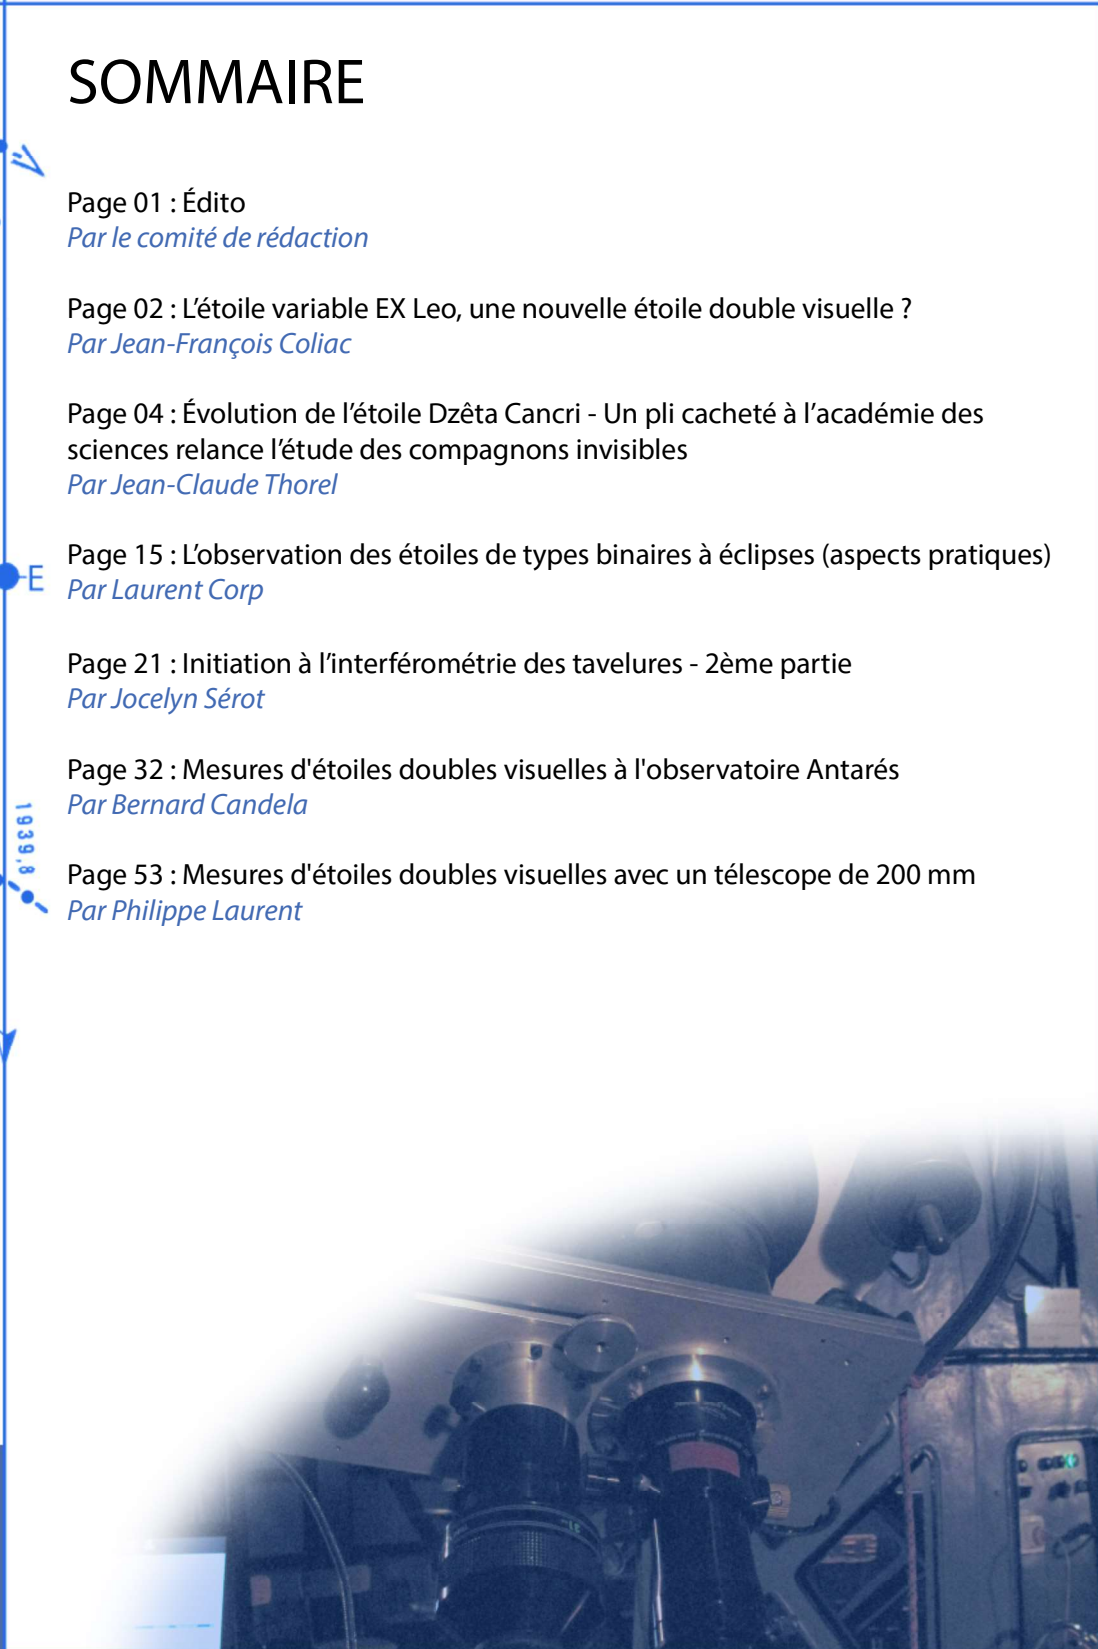 SOMMAIRE
Page 01 : Édito
Par le comité de rédaction
Page 02 : L’étoile variable EX Leo, une nouvelle étoile double visuelle ?
Par Jean-François Coliac
Page 04 : Évolution de l’étoile Dzêta Cancri - Un pli cacheté à l’académie des
sciences relance l’étude des compagnons invisibles
Par Jean-Claude Thorel
Page 15 : L’observation des étoiles de types binaires à éclipses (aspects pratiques)
Par Laurent Corp
E
Page 21 : Initiation à l’interférométrie des tavelures - 2ème partie
Par Jocelyn Sérot
Page 32 : Mesures d'étoiles doubles visuelles à l'observatoire Antarés
Par Bernard Candela
1939,8
Page 53 : Mesures d'étoiles doubles visuelles avec un télescope de 200 mm
Par Philippe Laurent